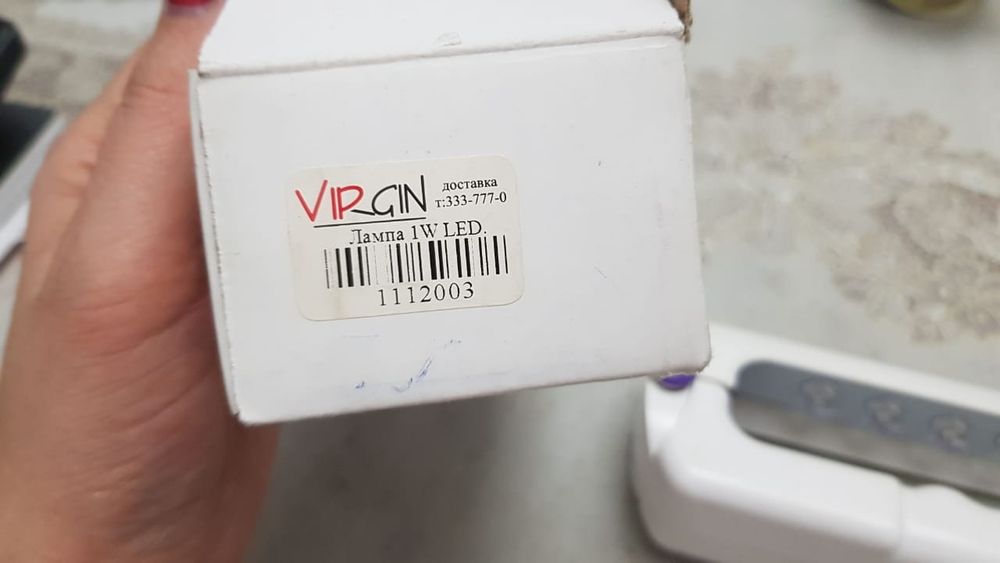 VIRGIN
доставка
т:333-777-0
Лампа 1W LED.
1112003